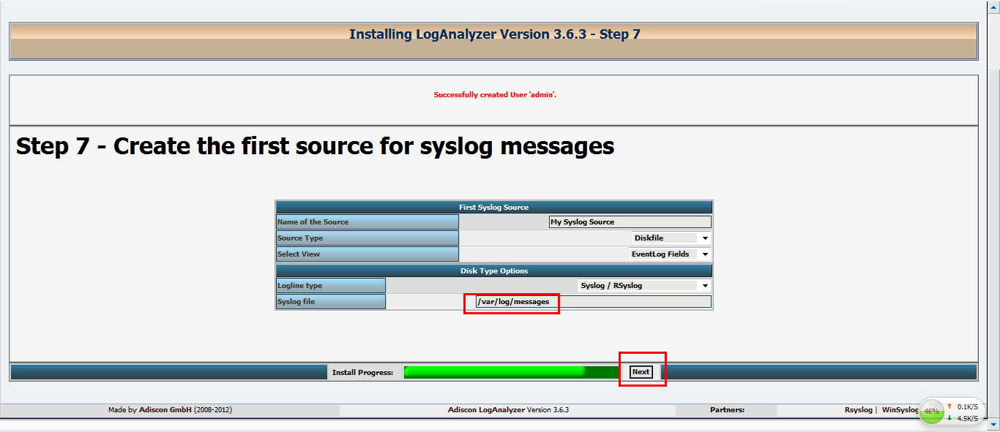 Installing LogAnalyzer Version 3.6.3 - Step 7
Successfully created User 'admin'.
Step 7 - Create the first source for syslog messages
First Syslog Source
Name of the Source My Syslog Source
Source Type Diskfile
Select View EventLog Fields
Disk Type Options
Logline type Syslog / RSyslog
Syslog file /var/log/messages
Install Progress: Next
Made by Adiscon GmbH (2008-2012) Adiscon LogAnalyzer Version 3.6.3 Partners: Rsyslog | WinSyslog
46% 0.1K/S
4.5K/S